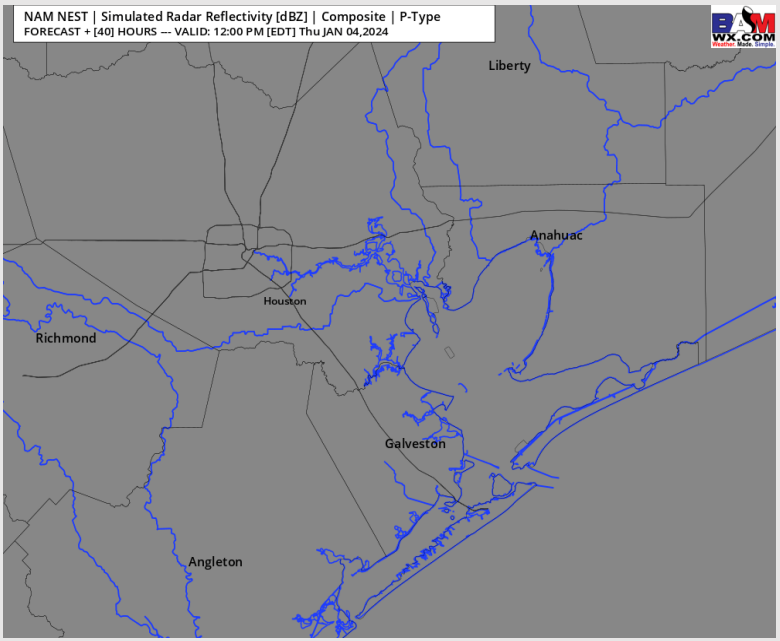 NAM NEST | Simulated Radar Reflectivity [dBZ] | Composite | P-Type
FORECAST + [40] HOURS --- VALID: 12:00 PM [EDT] Thu JAN 04,2024
BAM
WX.COM
Weather. Made. Simple.
Liberty
Anahuac
Houston
Richmond
Galveston
Angleton